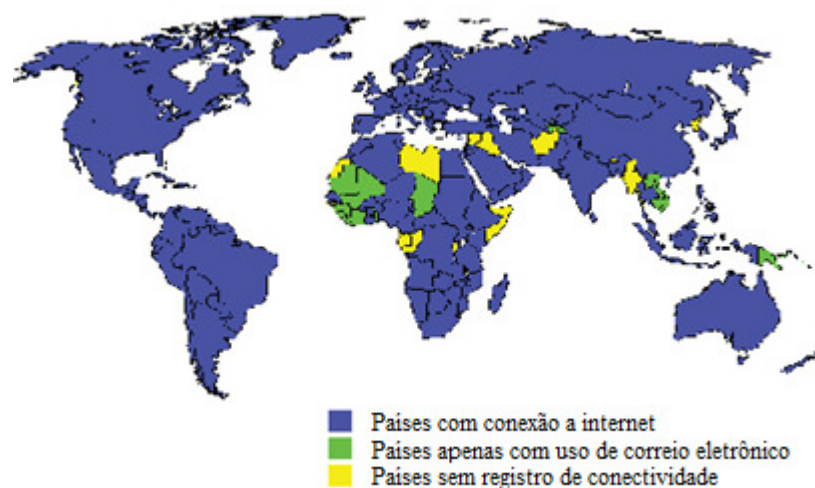 Paises com conexão a internet
Paises apenas com uso de correio eletrônico
Paises sem registro de conectividade